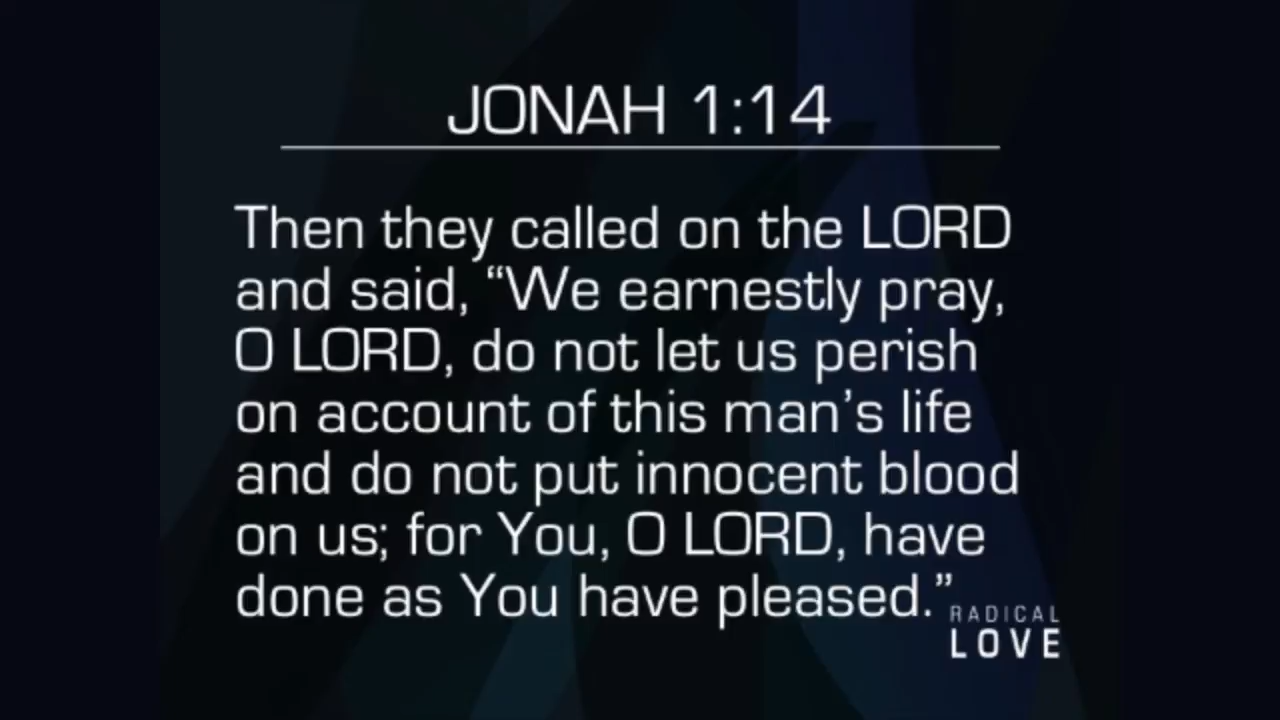 JONAH 1:14
Then they called on the LORD
and said, “We earnestly pray,
O LORD, do not let us perish
on account of this man’s life
and do not put innocent blood
on us; for You, O LORD, have
done as You have pleased.”
RADICAL
LOVE